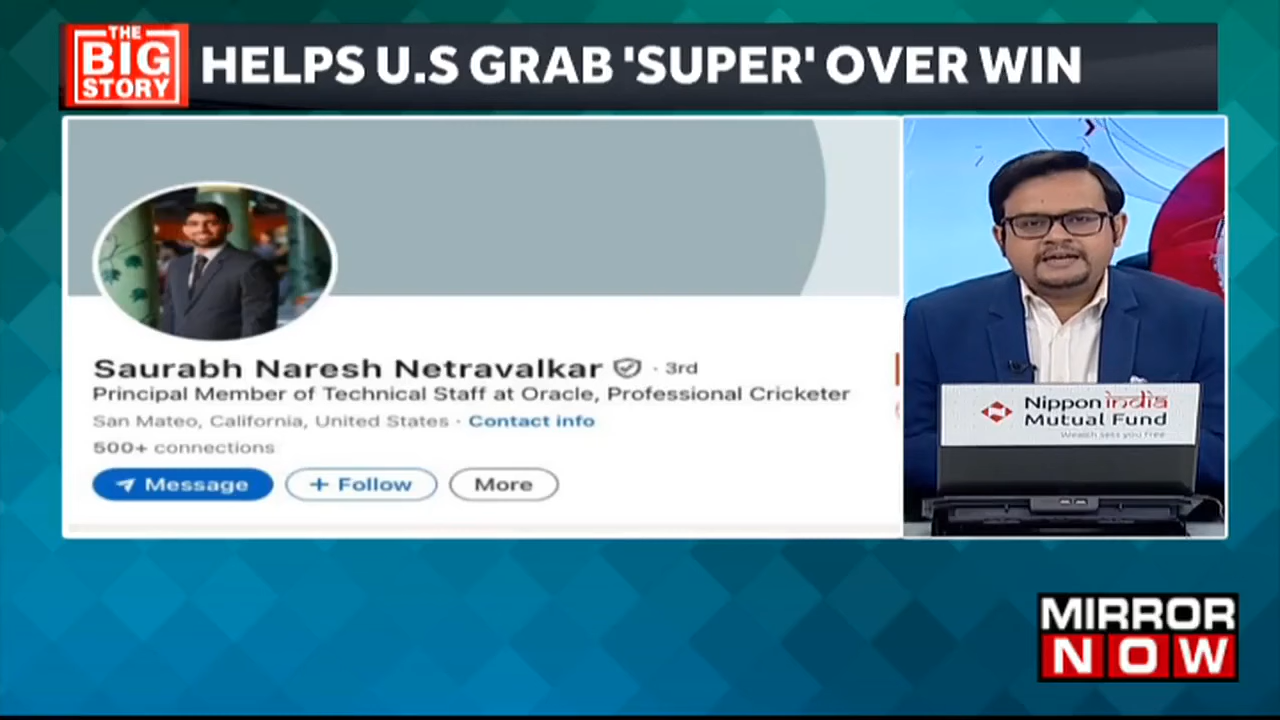 THE
BIG
STORY
HELPS U.S GRAB 'SUPER' OVER WIN
Saurabh Naresh Netravalkar · 3rd
Principal Member of Technical Staff at Oracle, Professional Cricketer
San Mateo, California, United States · Contact info
500+ connections
Message
+ Follow
More
Nippon india
Mutual Fund
Wealth sets you free
MIRROR
NOW